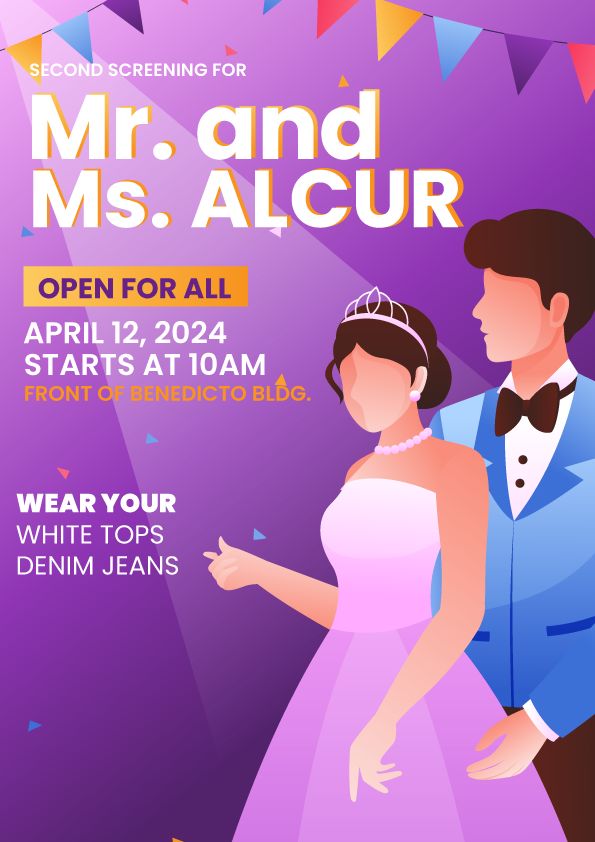 SECOND SCREENING FOR
Mr. and
Ms. ALCUR
OPEN FOR ALL
APRIL 12, 2024
STARTS AT 10AM
FRONT OF BENEDICTO BLDG.
WEAR YOUR
WHITE TOPS
DENIM JEANS